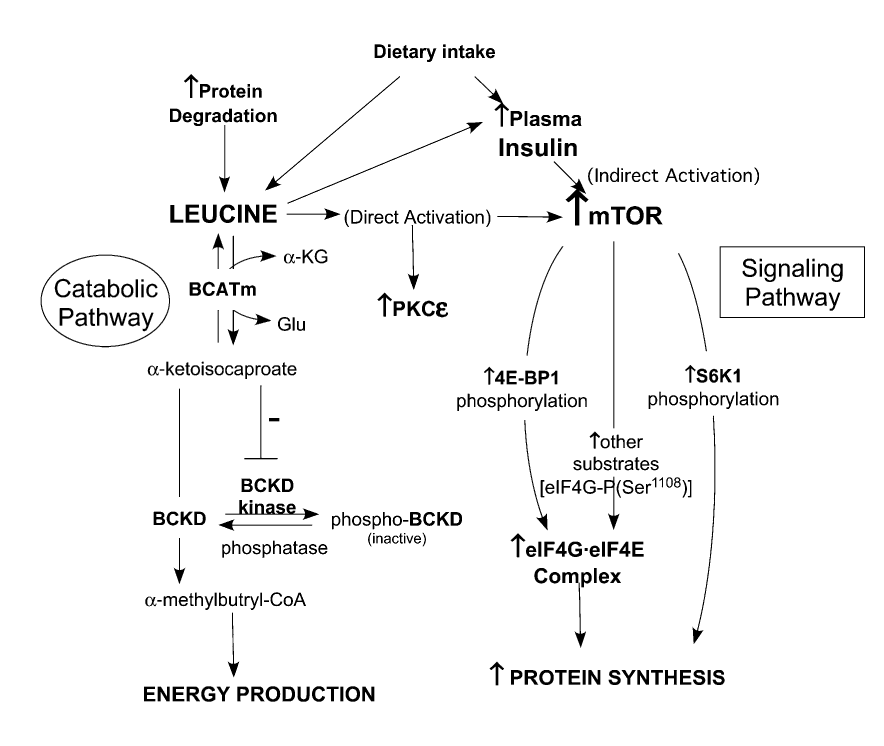 Dietary intake
↑Protein
Degradation
↑Plasma
Insulin
(Indirect Activation)
LEUCINE
(Direct Activation)
↑mTOR
α-KG
BCATm
Catabolic
Pathway
Signaling
Pathway
↑PKCε
Glu
α-ketoisocaproate
↑4E-BP1
phosphorylation
↑S6K1
phosphorylation
–
↑other
substrates
[eIF4G-P(Ser1108)]
BCKD
kinase
BCKD
phospho-BCKD
(inactive)
phosphatase
↑eIF4G·eIF4E
Complex
α-methylbutryl-CoA
↑ PROTEIN SYNTHESIS
ENERGY PRODUCTION